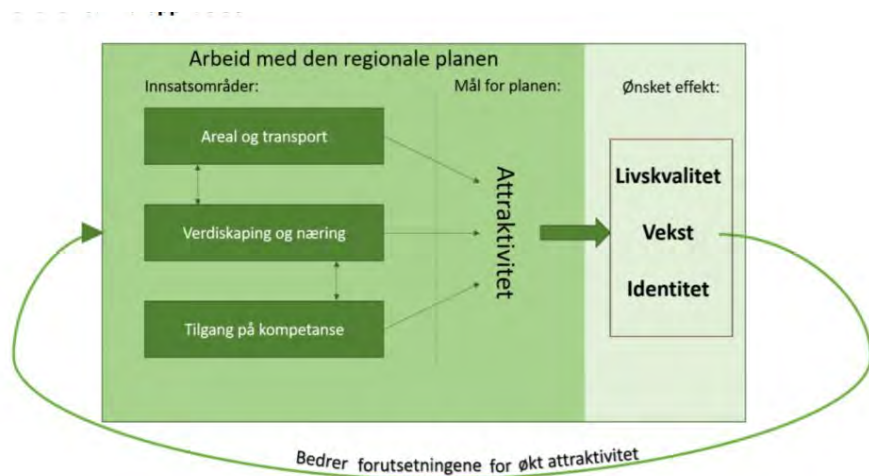 Arbeid med den regionale planen
Innsatsområder:
Mål for planen:
Ønsket effekt:
Areal og transport
Verdiskaping og næring
Tilgang på kompetanse
Attraktivitet
Livskvalitet
Vekst
Identitet
Bedrer forutsetningene for økt attraktivitet